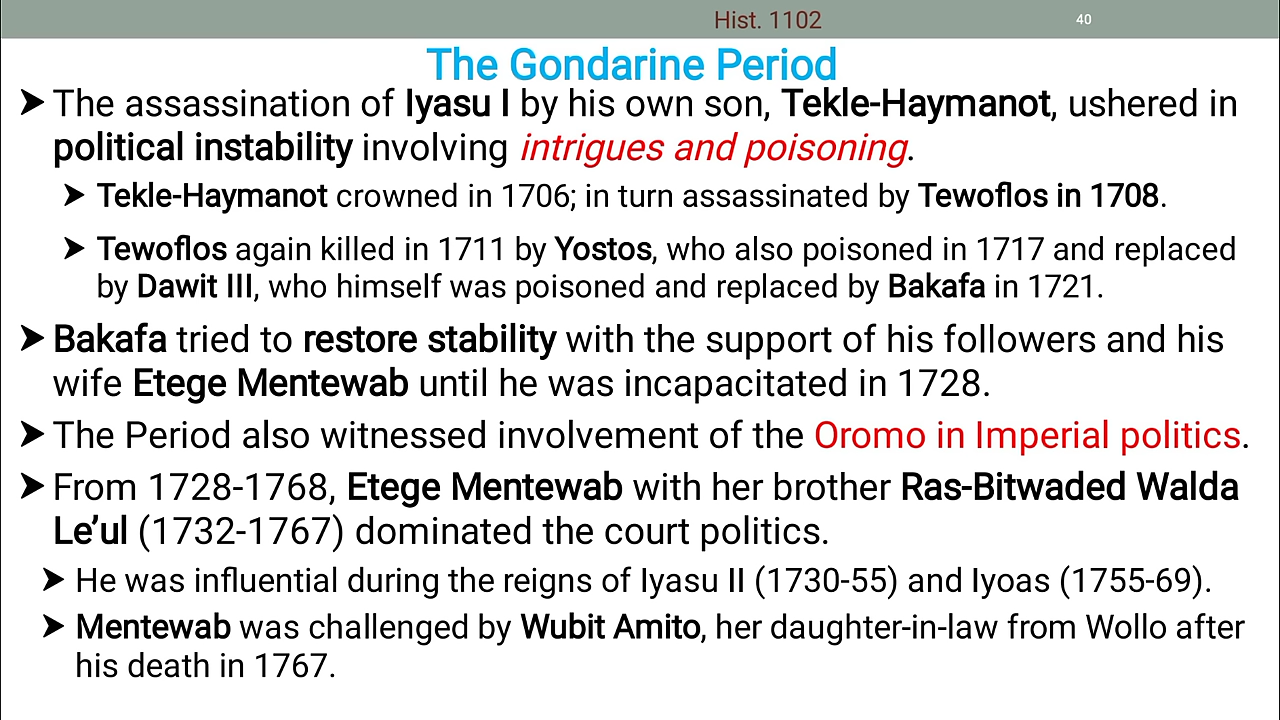 Hist. 1102
40
The Gondarine Period
➤ The assassination of Iyasu I by his own son, Tekle-Haymanot, ushered in
political instability involving intrigues and poisoning.
➤ Tekle-Haymanot crowned in 1706; in turn assassinated by Tewoflos in 1708.
➤ Tewoflos again killed in 1711 by Yostos, who also poisoned in 1717 and replaced
by Dawit III, who himself was poisoned and replaced by Bakafa in 1721.
➤ Bakafa tried to restore stability with the support of his followers and his
wife Etege Mentewab until he was incapacitated in 1728.
➤ The Period also witnessed involvement of the Oromo in Imperial politics.
➤ From 1728-1768, Etege Mentewab with her brother Ras-Bitwaded Walda
Le’ul (1732-1767) dominated the court politics.
➤ He was influential during the reigns of Iyasu II (1730-55) and Iyoas (1755-69).
➤ Mentewab was challenged by Wubit Amito, her daughter-in-law from Wollo after
his death in 1767.